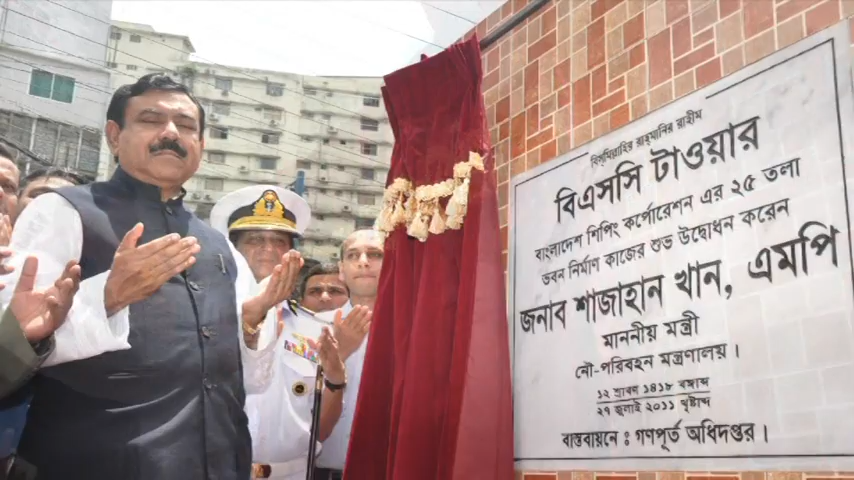 বিসমিল্লাহির রাহমানির রাহীম
বিএসসি টাওয়ার
বাংলাদেশ শিপিং কর্পোরেশন এর ২৫ তলা
ভবন নির্মাণ কাজের শুভ উদ্বোধন করেন
জনাব শাজাহান খান, এমপি
মাননীয় মন্ত্রী
নৌ-পরিবহন মন্ত্রণালয় ।
১২ শ্রাবণ ১৪১৮ বঙ্গাব্দ
২৭ জুলাই ২০১১ খৃষ্টাব্দ
বাস্তবায়নে : গণপূর্ত অধিদপ্তর ।